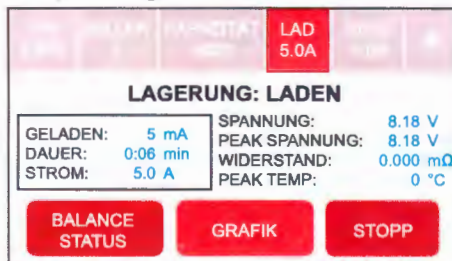 LAD
5.0A
LAGERUNG: LADEN
GELADEN: 5 mA
DAUER: 0:06 min
STROM: 5.0 A
SPANNUNG: 8.18 V
PEAK SPANNUNG: 8.18 V
WIDERSTAND: 0.000 mΩ
PEAK TEMP: 0 °C
BALANCE
STATUS
GRAFIK
STOPP